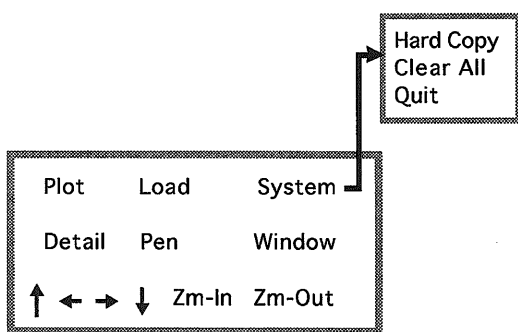 Hard Copy
Clear All
Quit
Plot Load System
Detail Pen Window
Zm-In Zm-Out